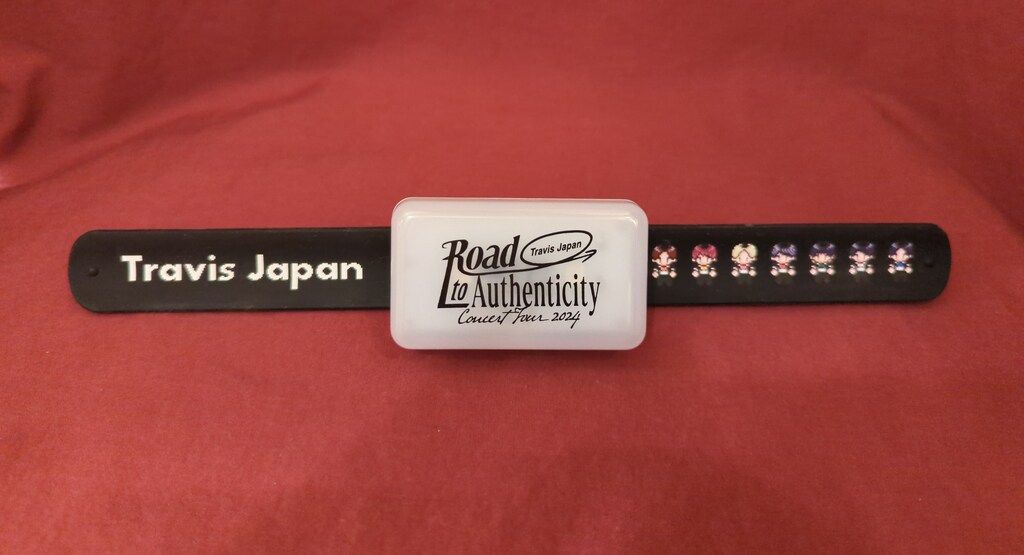 Travis Japan
Road
Travis Japan
to Authenticity
Concert Tour 2024